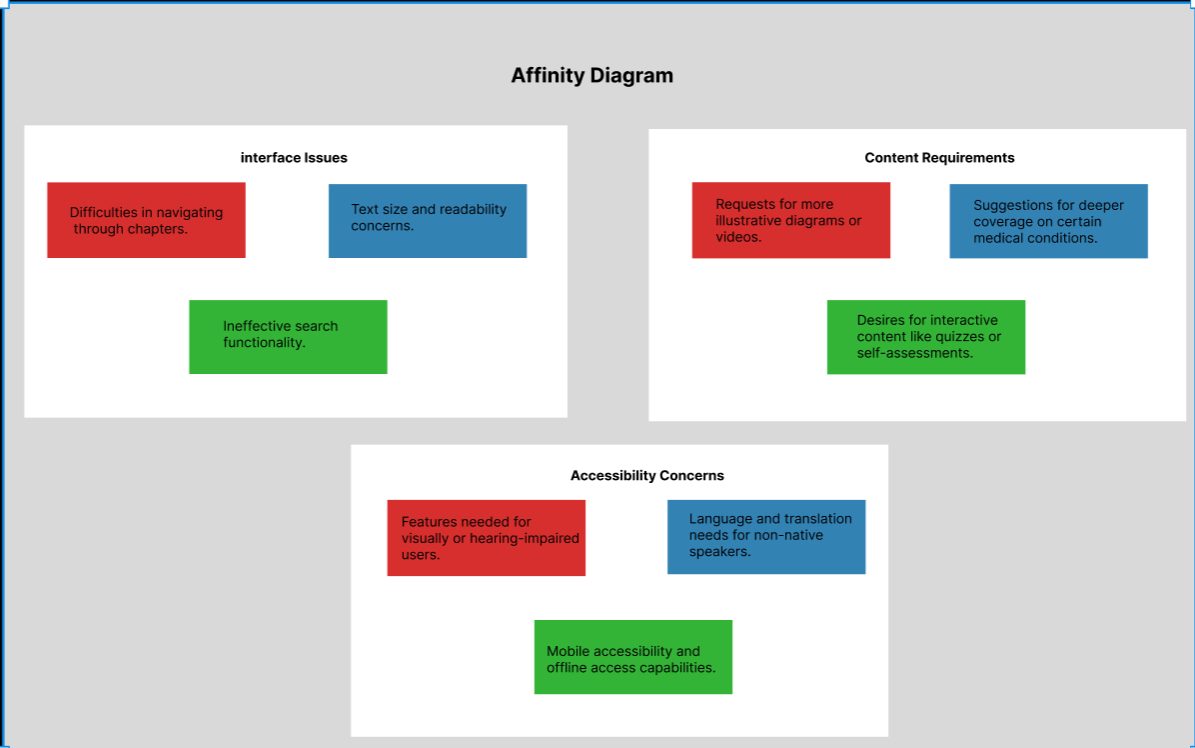 Affinity Diagram
interface Issues
Difficulties in navigating
through chapters.
Text size and readability
concerns.
Ineffective search
functionality.
Content Requirements
Requests for more
illustrative diagrams or
videos.
Suggestions for deeper
coverage on certain
medical conditions.
Desires for interactive
content like quizzes or
self-assessments.
Accessibility Concerns
Features needed for
visually or hearing-impaired
users.
Language and translation
needs for non-native
speakers.
Mobile accessibility and
offline access capabilities.